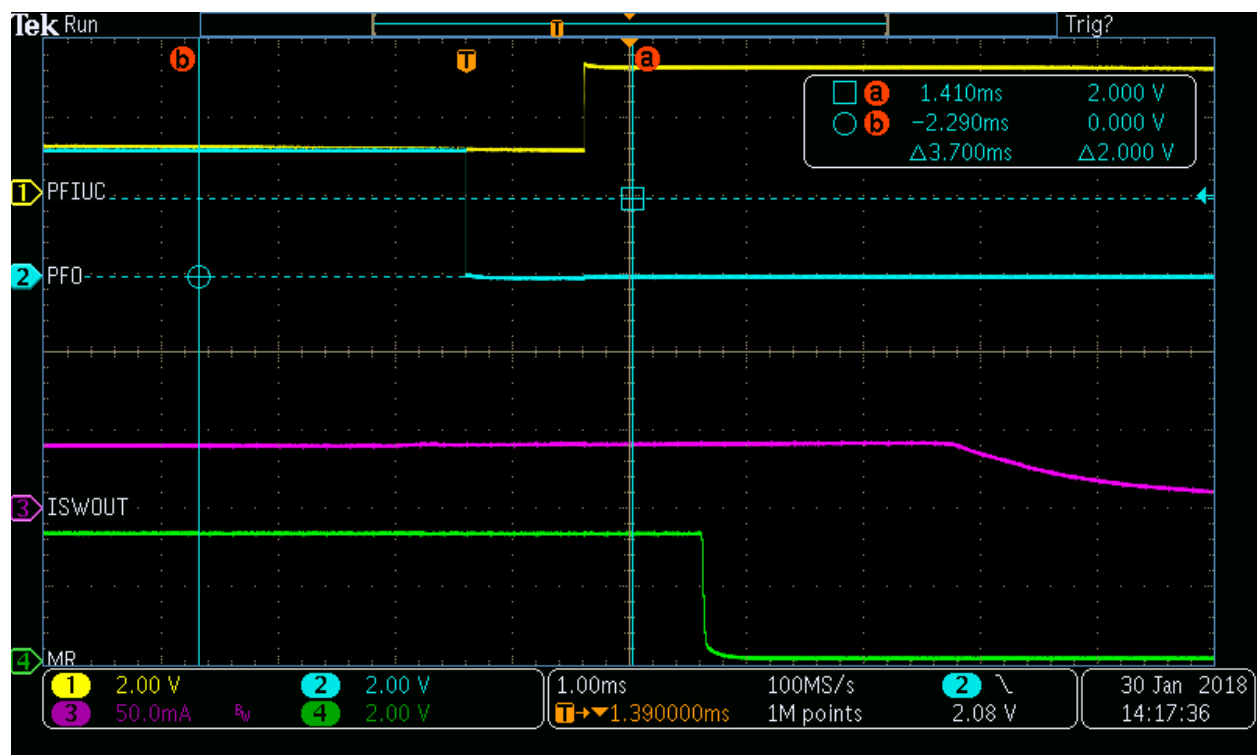 Tek Run T Trig?
b T a
a 1.410ms 2.000 V
b −2.290ms 0.000 V
Δ3.700ms Δ2.000 V
1 PFIUC
2 PFO
3 ISWOUT
4 MR
1 2.00 V 2 2.00 V 1.00ms 100MS/s 2 30 Jan 2018
3 50.0mA BW 4 2.00 V T→▼1.390000ms 1M points 2.08 V 14:17:36